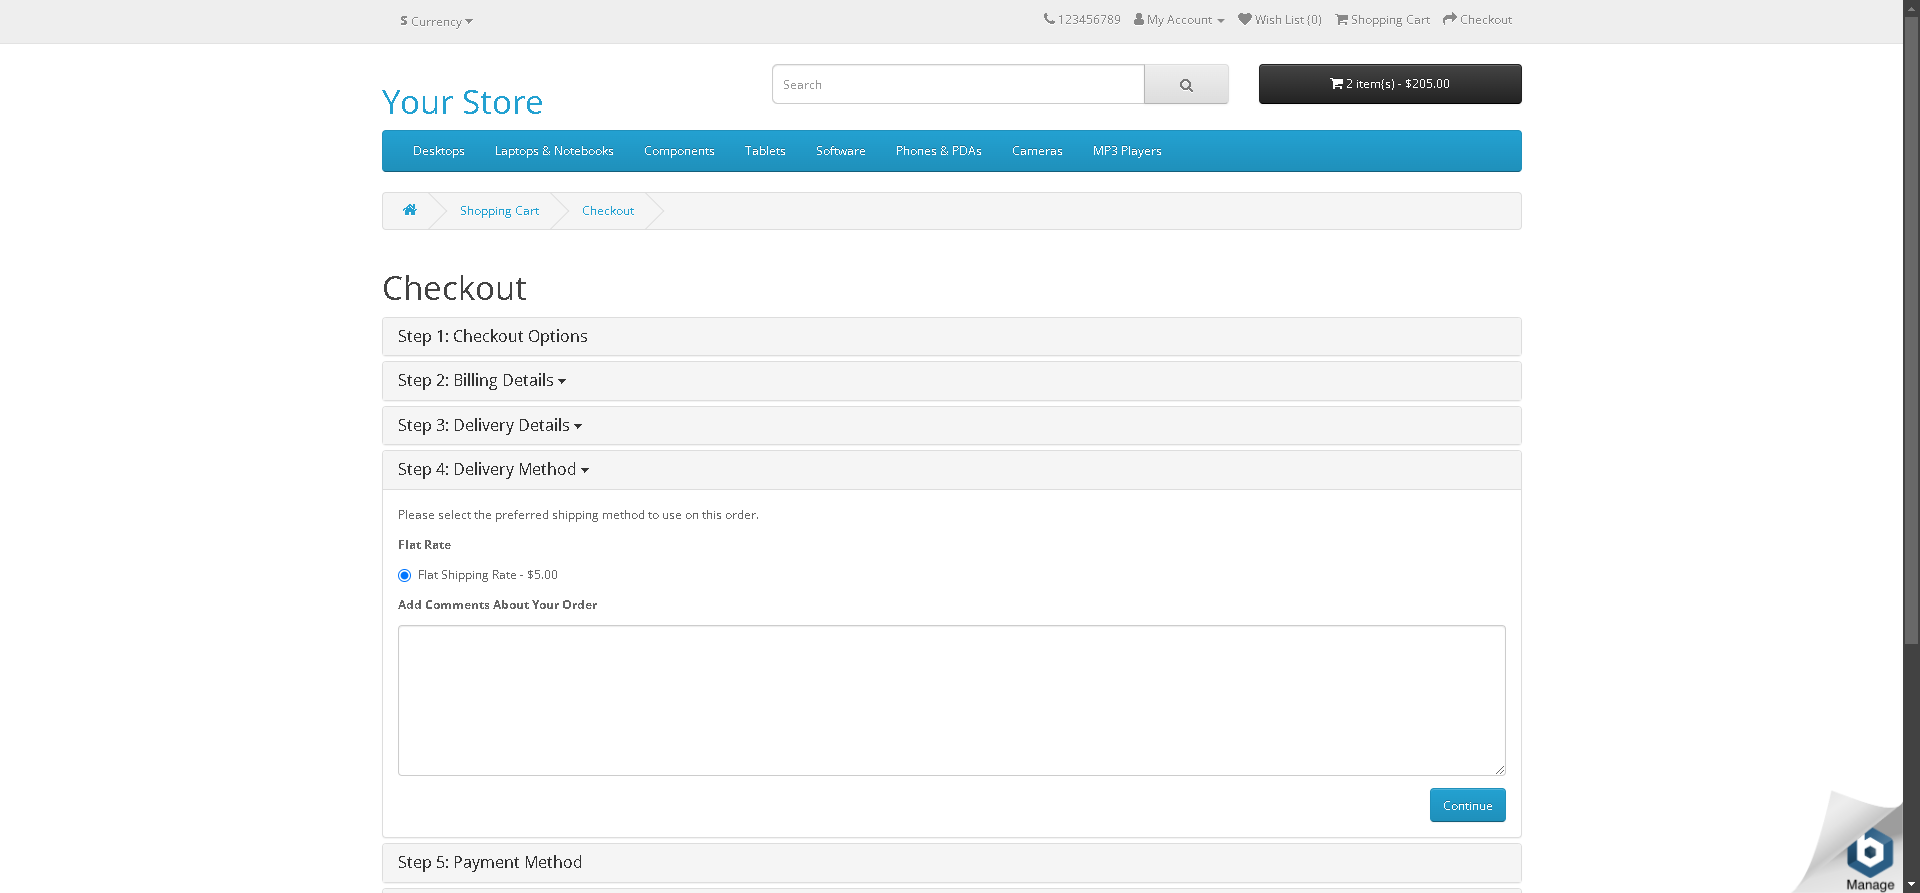 $ Currency
123456789 My Account Wish List (0) Shopping Cart Checkout
Your Store
Search
2 item(s) - $205.00
Desktops Laptops & Notebooks Components Tablets Software Phones & PDAs Cameras MP3 Players
Shopping Cart Checkout
Checkout
Step 1: Checkout Options
Step 2: Billing Details
Step 3: Delivery Details
Step 4: Delivery Method
Please select the preferred shipping method to use on this order.
Flat Rate
Flat Shipping Rate - $5.00
Add Comments About Your Order
Continue
Step 5: Payment Method
Manage